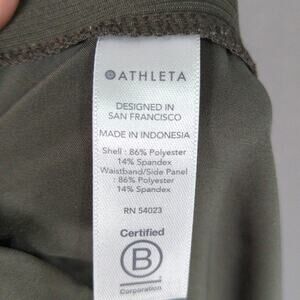 ATHLETA
DESIGNED IN
SAN FRANCISCO
MADE IN INDONESIA
Shell : 86% Polyester
14% Spandex
Waistband/Side Panel
: 86% Polyester
14% Spandex
RN 54023
Certified
B
Corporation